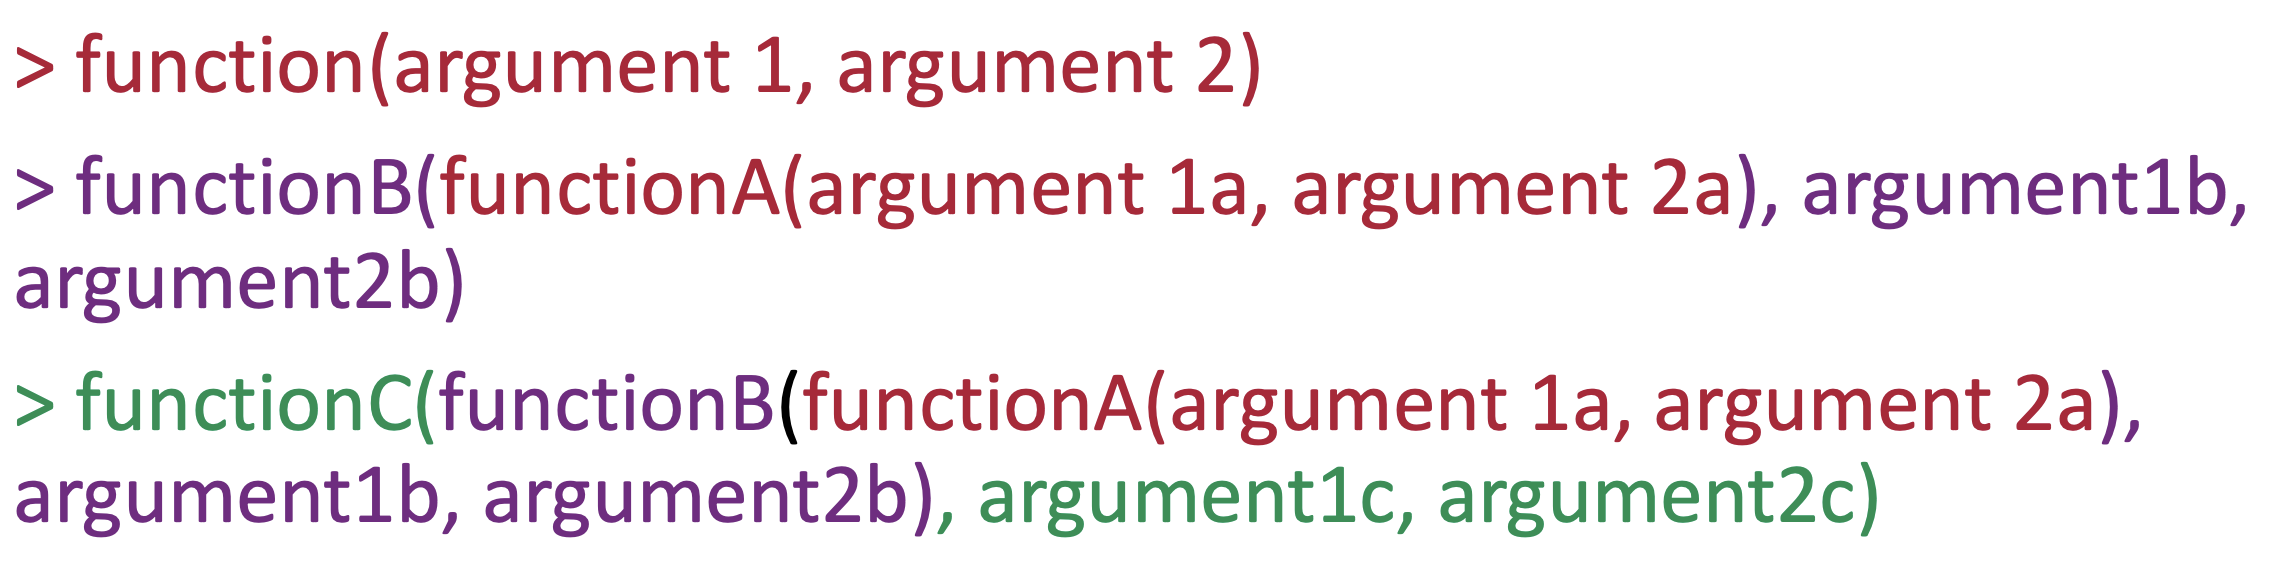 > function(argument 1, argument 2)
> functionB(functionA(argument 1a, argument 2a), argument1b,
argument2b)
> functionC(functionB(functionA(argument 1a, argument 2a),
argument1b, argument2b), argument1c, argument2c)